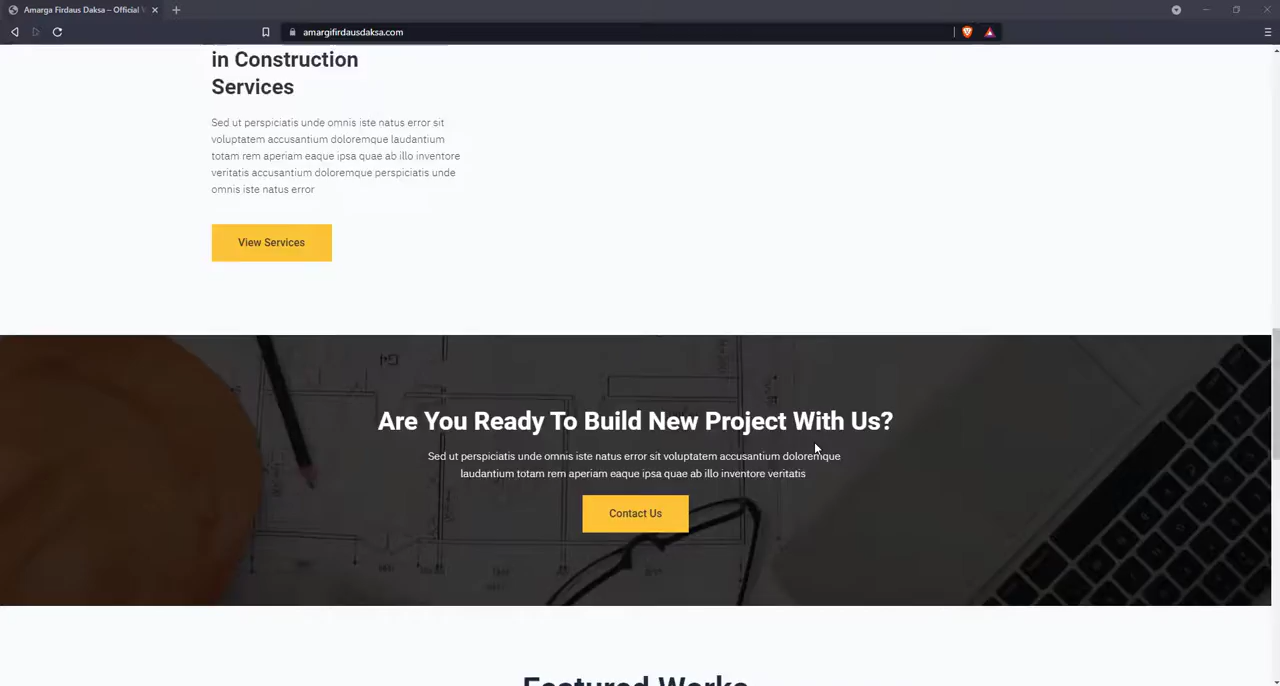 Amarga Firdaus Daksa – Official
amargifirdausdaksa.com
in Construction
Services
Sed ut perspiciatis unde omnis iste natus error sit
voluptatem accusantium doloremque laudantium
totam rem aperiam eaque ipsa quae ab illo inventore
veritatis accusantium doloremque perspiciatis unde
omnis iste natus error
View Services
Are You Ready To Build New Project With Us?
Sed ut perspiciatis unde omnis iste natus error sit voluptatem accusantium doloremque
laudantium totam rem aperiam eaque ipsa quae ab illo inventore veritatis
Contact Us
Featured Works